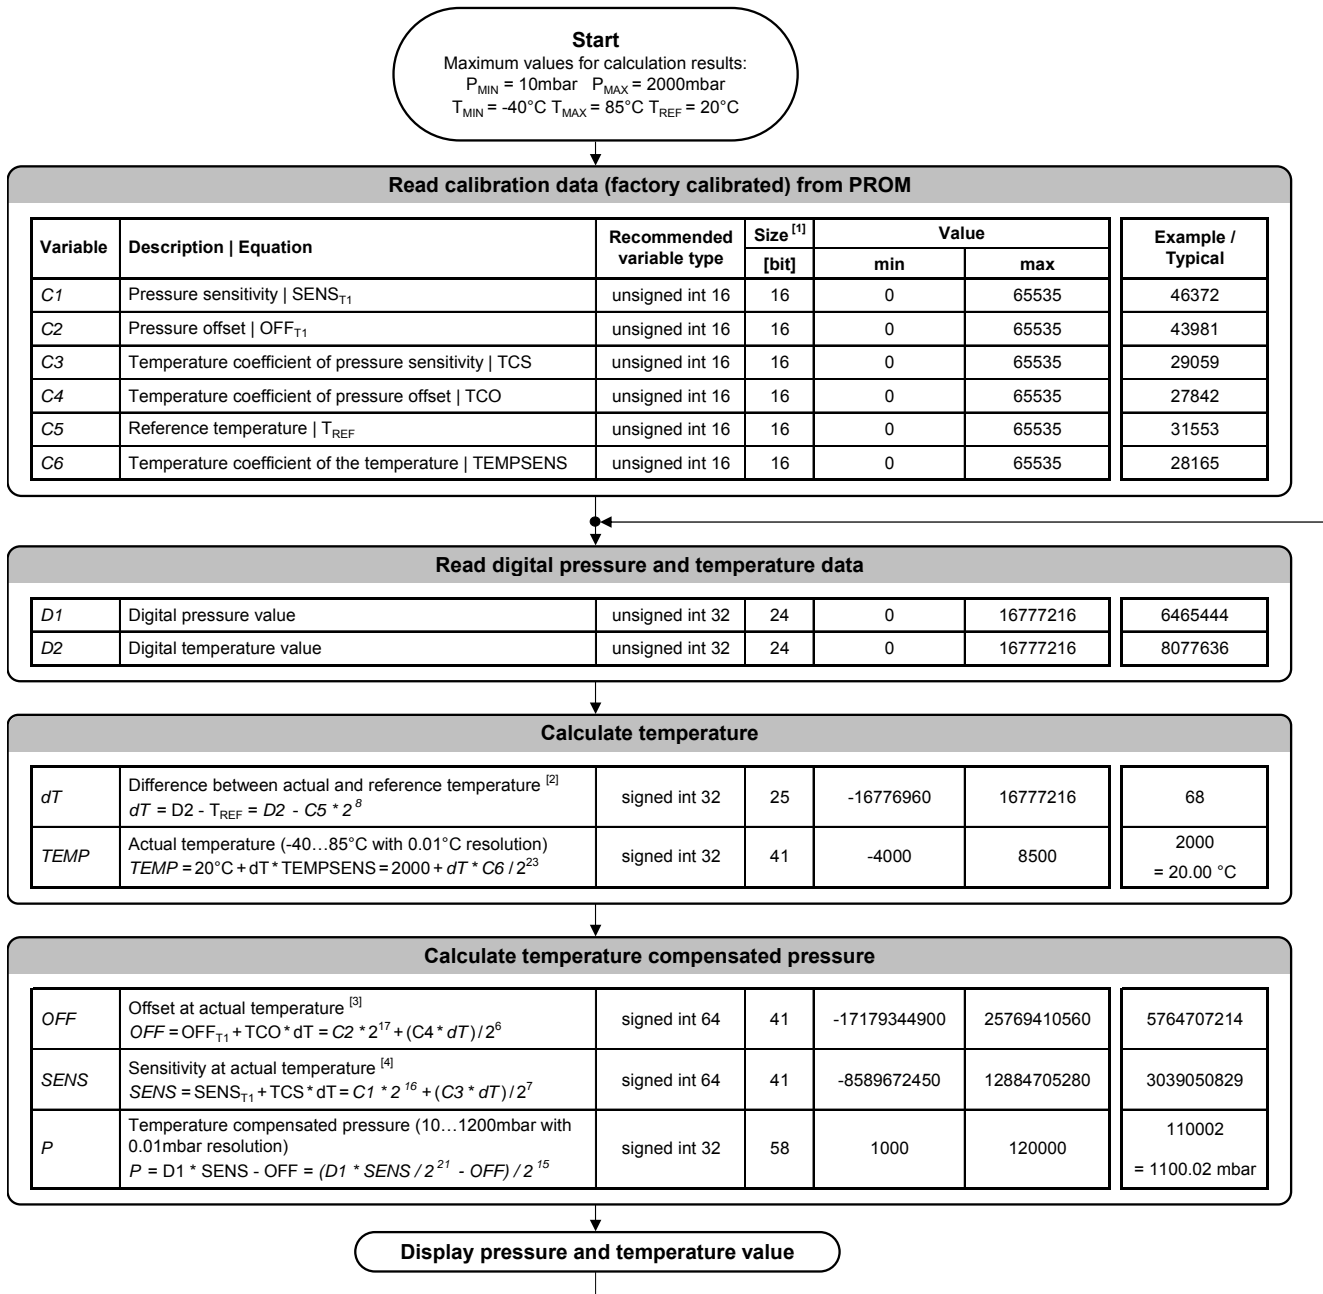 Start
Maximum values for calculation results:
P_MIN = 10mbar P_MAX = 2000mbar
T_MIN = -40°C T_MAX = 85°C T_REF = 20°C
Read calibration data (factory calibrated) from PROM
Variable Description | Equation Recommended variable type Size [1] [bit] Value min max Example / Typical
C1 Pressure sensitivity | SENS_T1 unsigned int 16 16 0 65535 46372
C2 Pressure offset | OFF_T1 unsigned int 16 16 0 65535 43981
C3 Temperature coefficient of pressure sensitivity | TCS unsigned int 16 16 0 65535 29059
C4 Temperature coefficient of pressure offset | TCO unsigned int 16 16 0 65535 27842
C5 Reference temperature | T_REF unsigned int 16 16 0 65535 31553
C6 Temperature coefficient of the temperature | TEMPSENS unsigned int 16 16 0 65535 28165
Read digital pressure and temperature data
D1 Digital pressure value unsigned int 32 24 0 16777216 6465444
D2 Digital temperature value unsigned int 32 24 0 16777216 8077636
Calculate temperature
dT Difference between actual and reference temperature [2]
dT = D2 - T_REF = D2 - C5 * 2^8 signed int 32 25 -16776960 16777216 68
TEMP Actual temperature (-40…85°C with 0.01°C resolution)
TEMP = 20°C + dT * TEMPSENS = 2000 + dT * C6 / 2^23 signed int 32 41 -4000 8500 2000
= 20.00 °C
Calculate temperature compensated pressure
OFF Offset at actual temperature [3]
OFF = OFF_T1 + TCO * dT = C2 * 2^17 + (C4 * dT) / 2^6 signed int 64 41 -17179344900 25769410560 5764707214
SENS Sensitivity at actual temperature [4]
SENS = SENS_T1 + TCS * dT = C1 * 2^16 + (C3 * dT) / 2^7 signed int 64 41 -8589672450 12884705280 3039050829
P Temperature compensated pressure (10…1200mbar with
0.01mbar resolution)
P = D1 * SENS - OFF = (D1 * SENS / 2^21 - OFF) / 2^15 signed int 32 58 1000 120000 110002
= 1100.02 mbar
Display pressure and temperature value